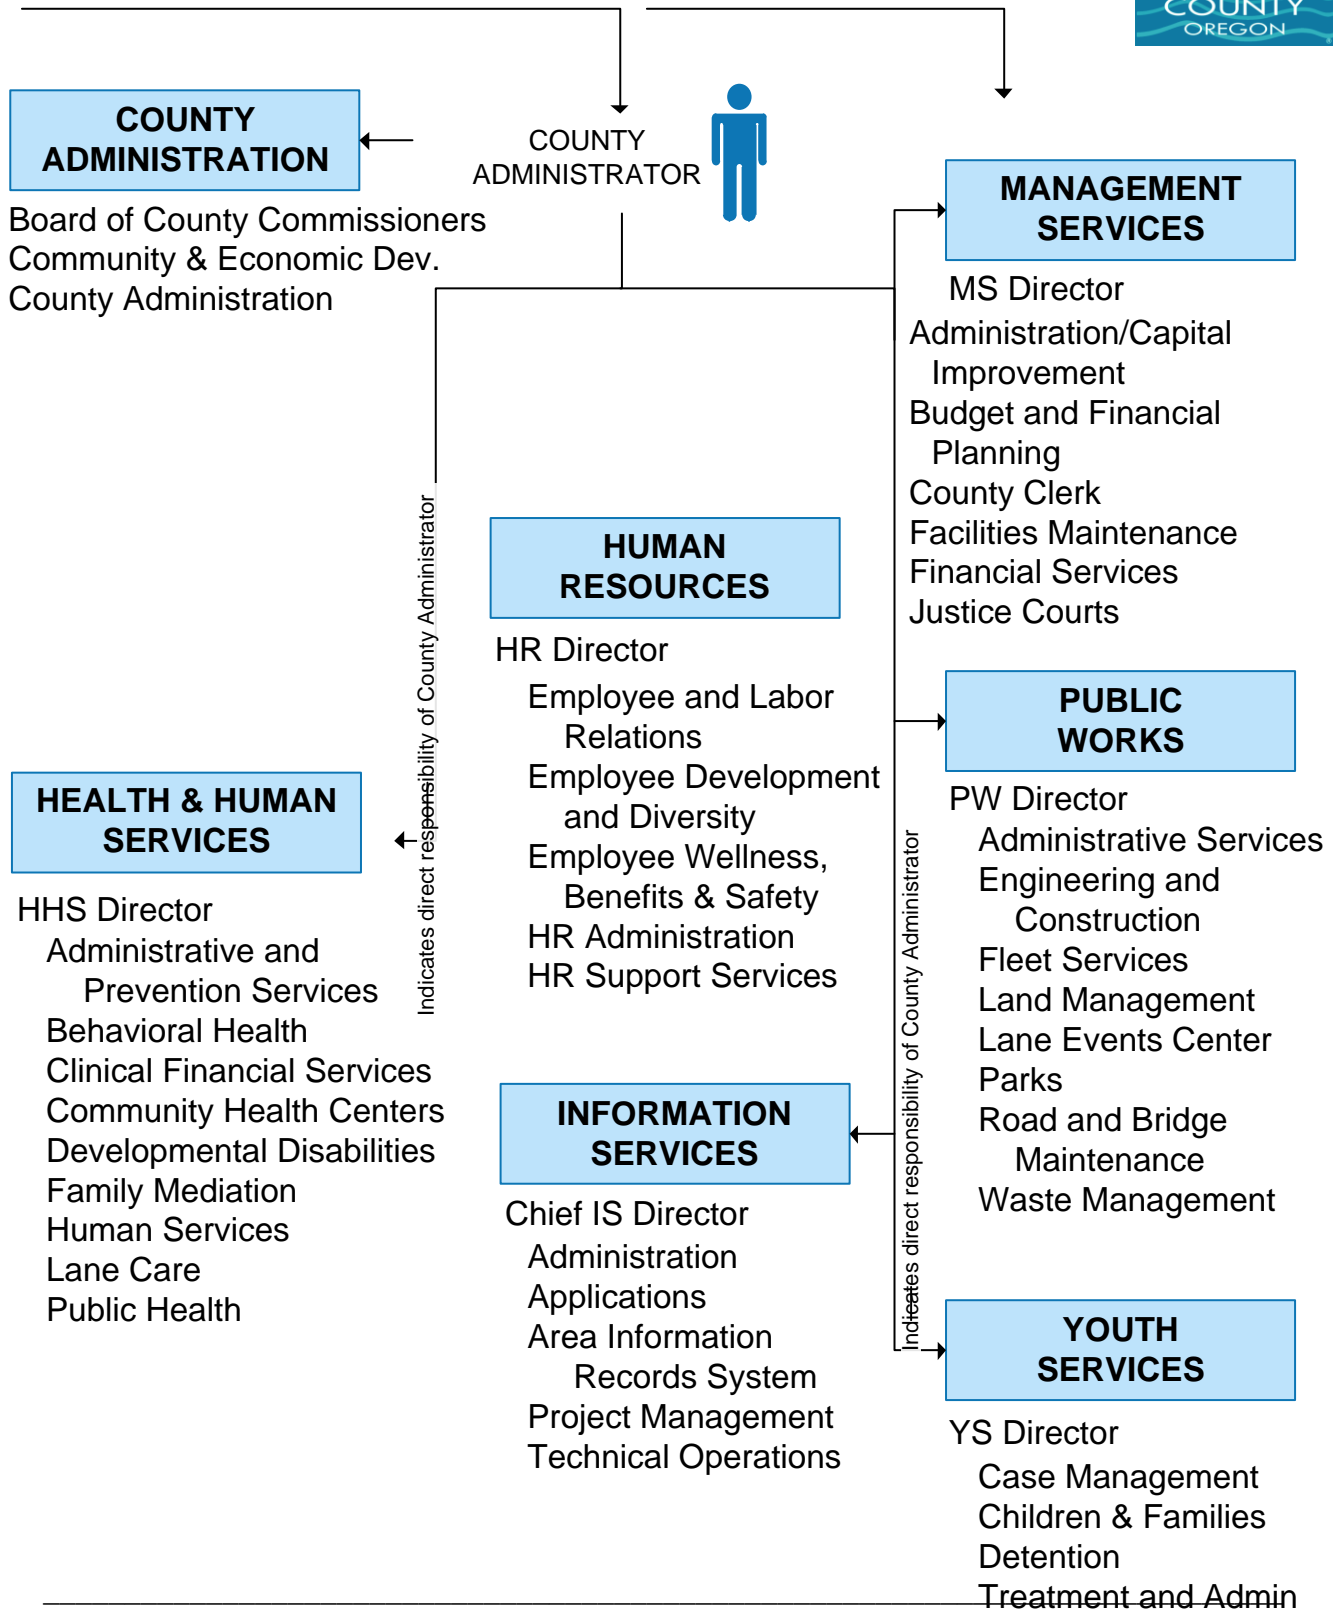 COUNTY
OREGON
COUNTY
ADMINISTRATION
Board of County Commissioners
Community & Economic Dev.
County Administration
COUNTY
ADMINISTRATOR
MANAGEMENT
SERVICES
MS Director
Administration/Capital
Improvement
Budget and Financial
Planning
County Clerk
Facilities Maintenance
Financial Services
Justice Courts
Indicates direct responsibility of County Administrator
HUMAN
RESOURCES
HR Director
Employee and Labor
Relations
Employee Development
and Diversity
Employee Wellness,
Benefits & Safety
HR Administration
HR Support Services
PUBLIC
WORKS
PW Director
Administrative Services
Engineering and
Construction
Fleet Services
Land Management
Lane Events Center
Parks
Road and Bridge
Maintenance
Waste Management
HEALTH & HUMAN
SERVICES
HHS Director
Administrative and
Prevention Services
Behavioral Health
Clinical Financial Services
Community Health Centers
Developmental Disabilities
Family Mediation
Human Services
Lane Care
Public Health
INFORMATION
SERVICES
Chief IS Director
Administration
Applications
Area Information
Records System
Project Management
Technical Operations
Indicates direct responsibility of County Administrator
YOUTH
SERVICES
YS Director
Case Management
Children & Families
Detention
Treatment and Admin